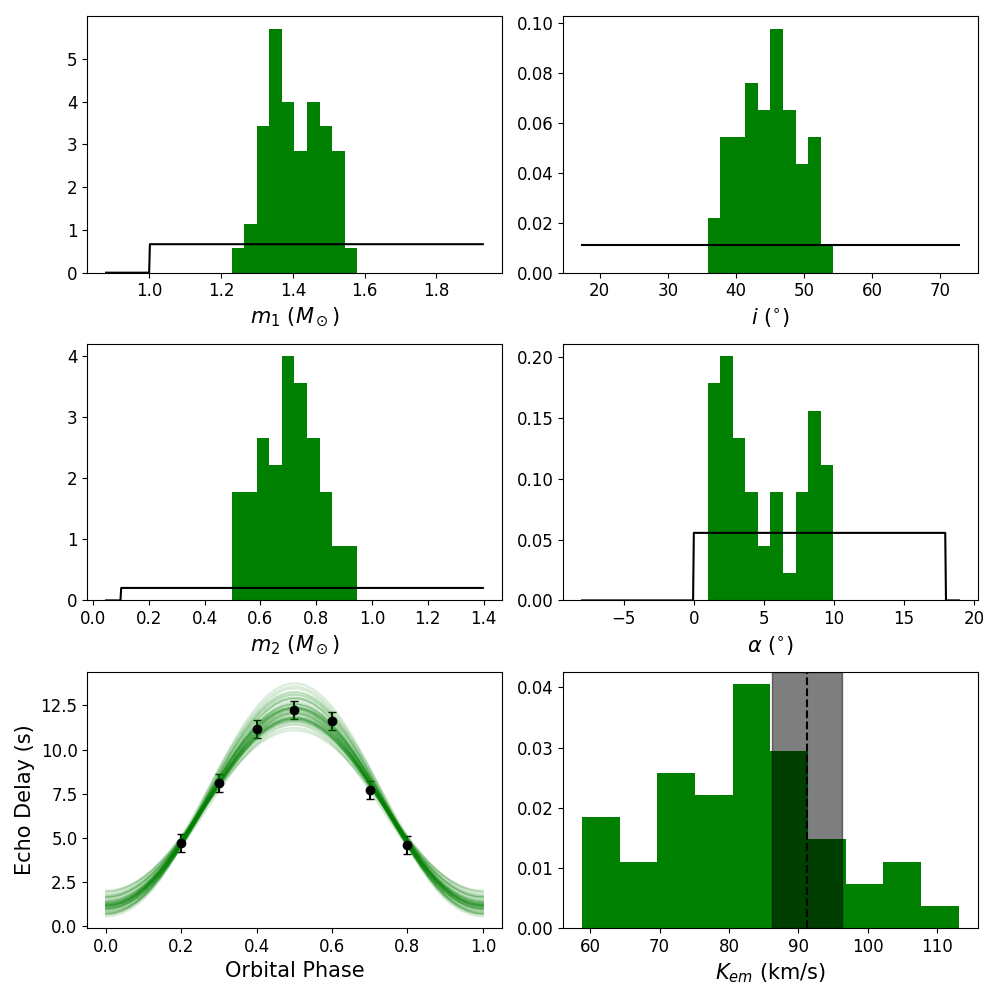 5
4
3
2
1
0
1.0 1.2 1.4 1.6 1.8
m₁ (M⊙)
0.10
0.08
0.06
0.04
0.02
0.00
20 30 40 50 60 70
i (°)
4
3
2
1
0
0.0 0.2 0.4 0.6 0.8 1.0 1.2 1.4
m₂ (M⊙)
0.20
0.15
0.10
0.05
0.00
−5 0 5 10 15 20
α (°)
Echo Delay (s)
12.5
10.0
7.5
5.0
2.5
0.0
0.0 0.2 0.4 0.6 0.8 1.0
Orbital Phase
0.04
0.03
0.02
0.01
0.00
60 70 80 90 100 110
Kₑₘ (km/s)